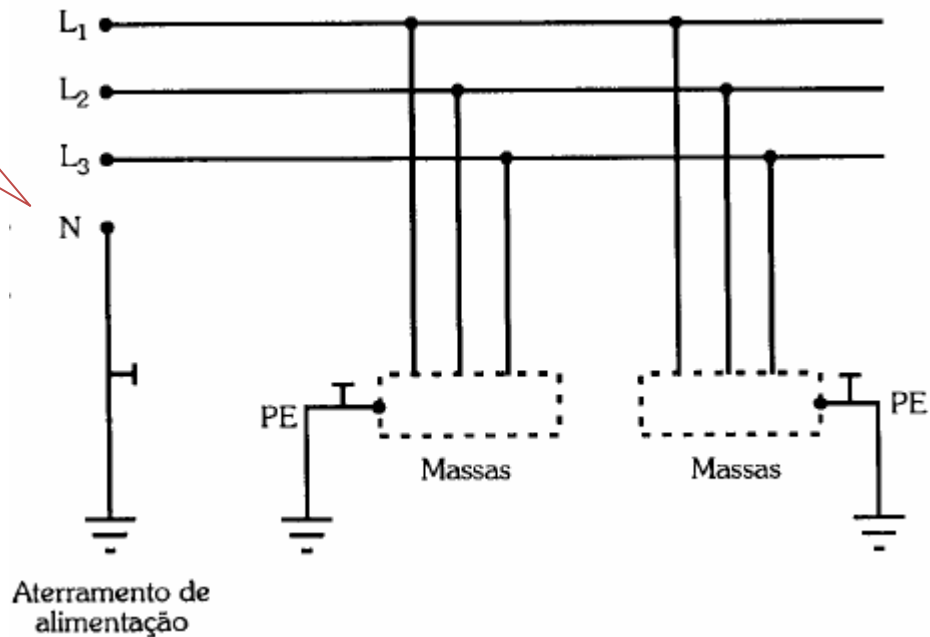 L1
L2
L3
N
PE
PE
Massas
Massas
Aterramento de
alimentação